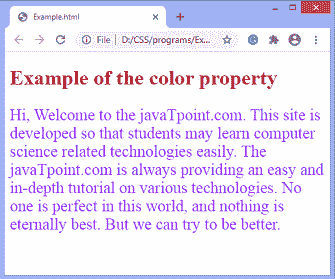 Example.html
File
D:/CSS/programs/Ex...
Example of the color property
Hi, Welcome to the javaTpoint.com. This site is
developed so that students may learn computer
science related technologies easily. The
javaTpoint.com is always providing an easy and
in-depth tutorial on various technologies. No
one is perfect in this world, and nothing is
eternally best. But we can try to be better.